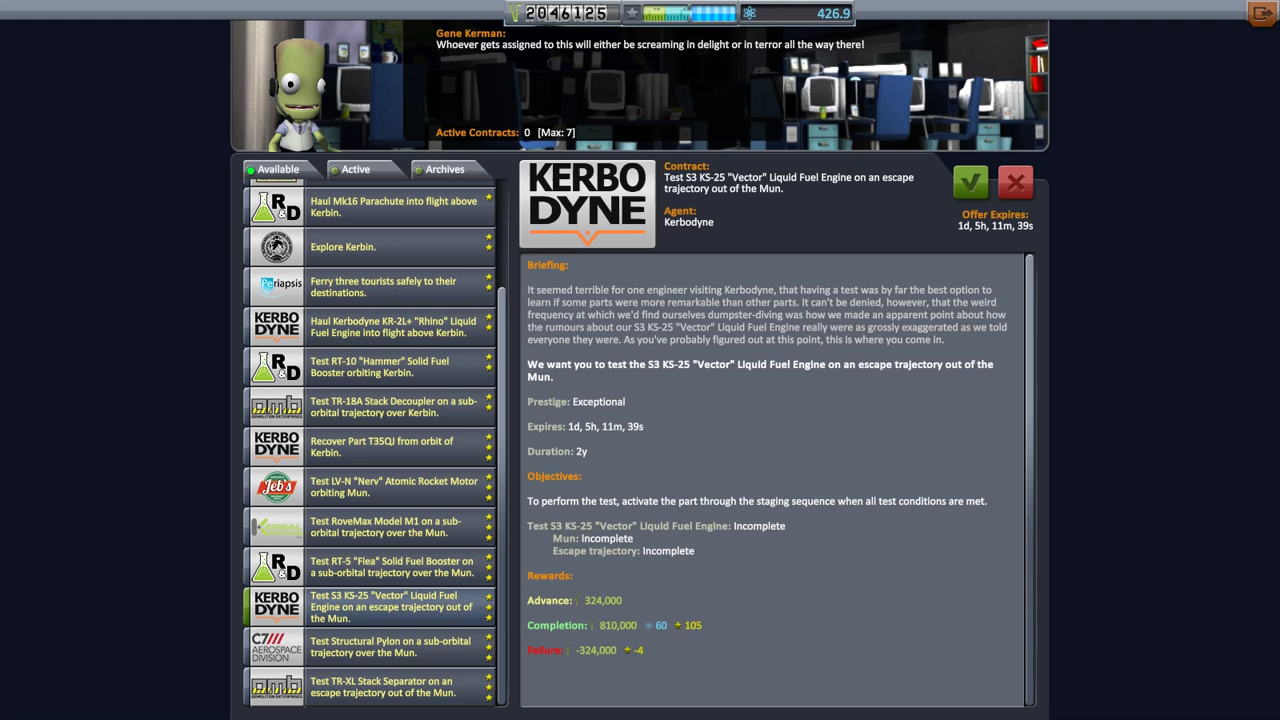 2046125
426.9
Gene Kerman:
Whoever gets assigned to this will either be screaming in delight or in terror all the way there!
Active Contracts: 0 [Max: 7]
Available
Active
Archives
R&D
Haul Mk16 Parachute into flight above
Kerbin.
Explore Kerbin.
Periapsis
Ferry three tourists safely to their
destinations.
KERBO
DYNE
Haul Kerbodyne KR-2L+ "Rhino" Liquid
Fuel Engine into flight above Kerbin.
R&D
Test RT-10 "Hammer" Solid Fuel
Booster orbiting Kerbin.
Test TR-18A Stack Decoupler on a sub-
orbital trajectory over Kerbin.
KERBO
DYNE
Recover Part T35QJ from orbit of
Kerbin.
Jeb's
Test LV-N "Nerv" Atomic Rocket Motor
orbiting Mun.
Test RoveMax Model M1 on a sub-
orbital trajectory over the Mun.
R&D
Test RT-5 "Flea" Solid Fuel Booster on
a sub-orbital trajectory over the Mun.
KERBO
DYNE
Test S3 KS-25 "Vector" Liquid Fuel
Engine on an escape trajectory out of
the Mun.
C7///
AEROSPACE
DIVISION
Test Structural Pylon on a sub-orbital
trajectory over the Mun.
Test TR-XL Stack Separator on an
escape trajectory out of the Mun.
KERBO
DYNE
Contract:
Test S3 KS-25 "Vector" Liquid Fuel Engine on an escape
trajectory out of the Mun.
Agent:
Kerbodyne
Offer Expires:
1d, 5h, 11m, 39s
Briefing:
It seemed terrible for one engineer visiting Kerbodyne, that having a test was by far the best option to
learn if some parts were more remarkable than other parts. It can't be denied, however, that the weird
frequency at which we'd find ourselves dumpster-diving was how we made an apparent point about how
the rumours about our S3 KS-25 "Vector" Liquid Fuel Engine really were as grossly exaggerated as we told
everyone they were. As you've probably figured out at this point, this is where you come in.
We want you to test the S3 KS-25 "Vector" Liquid Fuel Engine on an escape trajectory out of the
Mun.
Prestige: Exceptional
Expires: 1d, 5h, 11m, 39s
Duration: 2y
Objectives:
To perform the test, activate the part through the staging sequence when all test conditions are met.
Test S3 KS-25 "Vector" Liquid Fuel Engine: Incomplete
Mun: Incomplete
Escape trajectory: Incomplete
Rewards:
Advance: 324,000
Completion: 810,000 60 105
Failure: -324,000 -4